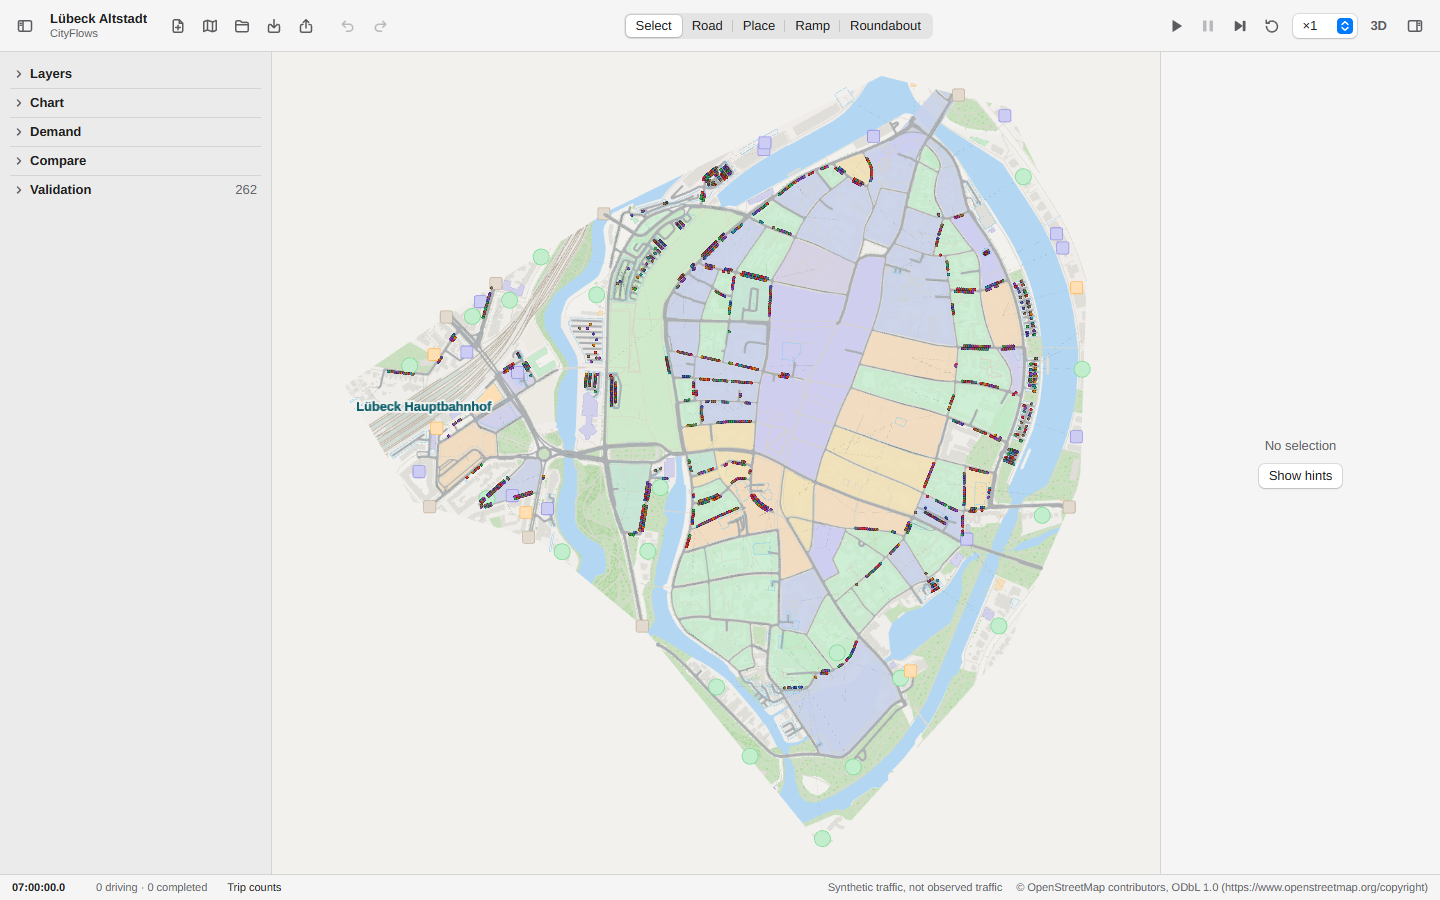 Lübeck Altstadt
CityFlows
Select
Road
Place
Ramp
Roundabout
×1
3D
Layers
Chart
Demand
Compare
Validation 262
Lübeck Hauptbahnhof
No selection
Show hints
07:00:00.0
0 driving · 0 completed
Trip counts
Synthetic traffic, not observed traffic
© OpenStreetMap contributors, ODbL 1.0 (https://www.openstreetmap.org/copyright)